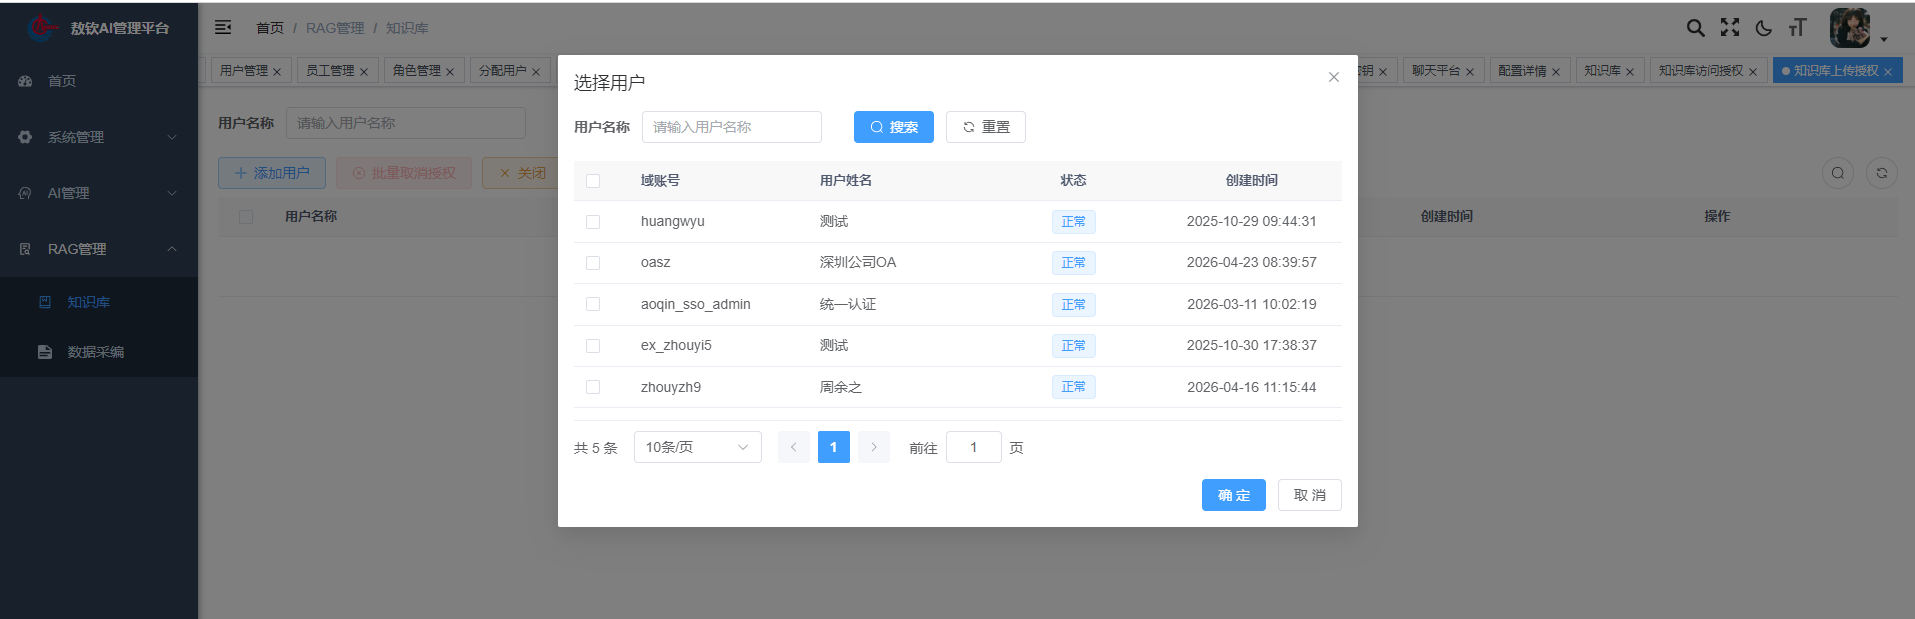 敖钦AI管理平台
首页 / RAG管理 / 知识库
首页
系统管理
AI管理
RAG管理
知识库
数据采编
用户管理 员工管理 角色管理 分配用户
钥 聊天平台 配置详情 知识库 知识库访问授权 知识库上传授权
用户名称 请输入用户名称
添加用户 批量取消授权 关闭
用户名称 创建时间 操作
选择用户
用户名称 请输入用户名称 搜索 重置
域账号 用户姓名 状态 创建时间
huangwyu 测试 正常 2025-10-29 09:44:31
oasz 深圳公司OA 正常 2026-04-23 08:39:57
aoqin_sso_admin 统一认证 正常 2026-03-11 10:02:19
ex_zhouyi5 测试 正常 2025-10-30 17:38:37
zhouyzh9 周余之 正常 2026-04-16 11:15:44
共 5 条 10条/页 1 前往 1 页
确 定 取 消